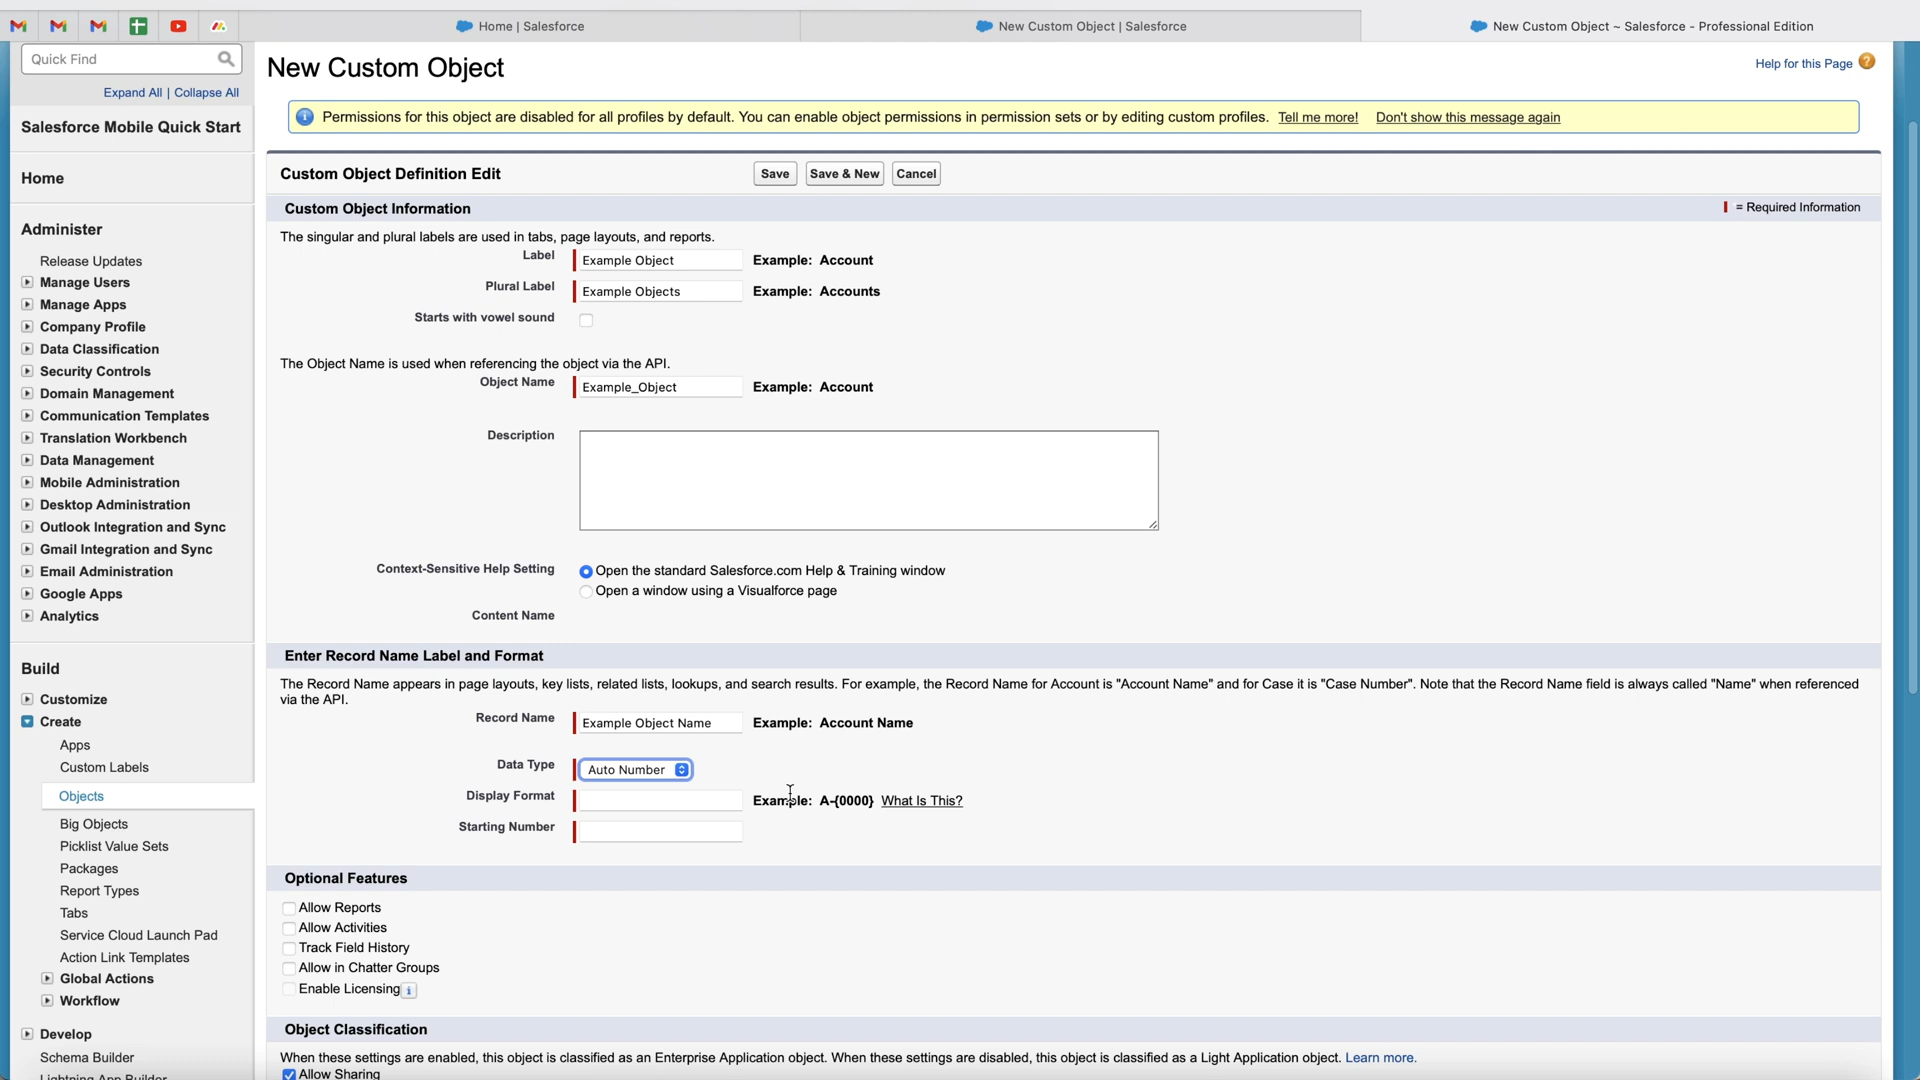 Home | Salesforce
New Custom Object | Salesforce
New Custom Object ~ Salesforce - Professional Edition
Quick Find
Expand All | Collapse All
Salesforce Mobile Quick Start
Home
Administer
Release Updates
Manage Users
Manage Apps
Company Profile
Data Classification
Security Controls
Domain Management
Communication Templates
Translation Workbench
Data Management
Mobile Administration
Desktop Administration
Outlook Integration and Sync
Gmail Integration and Sync
Email Administration
Google Apps
Analytics
Build
Customize
Create
Apps
Custom Labels
Objects
Big Objects
Picklist Value Sets
Packages
Report Types
Tabs
Service Cloud Launch Pad
Action Link Templates
Global Actions
Workflow
Develop
Schema Builder
Lightning App Builder
New Custom Object
Help for this Page ?
Permissions for this object are disabled for all profiles by default. You can enable object permissions in permission sets or by editing custom profiles. Tell me more! Don't show this message again
Custom Object Definition Edit Save Save & New Cancel
Custom Object Information = Required Information
The singular and plural labels are used in tabs, page layouts, and reports.
Label Example Object Example: Account
Plural Label Example Objects Example: Accounts
Starts with vowel sound
The Object Name is used when referencing the object via the API.
Object Name Example_Object Example: Account
Description
Context-Sensitive Help Setting Open the standard Salesforce.com Help & Training window
Open a window using a Visualforce page
Content Name
Enter Record Name Label and Format
The Record Name appears in page layouts, key lists, related lists, lookups, and search results. For example, the Record Name for Account is "Account Name" and for Case it is "Case Number". Note that the Record Name field is always called "Name" when referenced
via the API.
Record Name Example Object Name Example: Account Name
Data Type Auto Number
Display Format Example: A-{0000} What Is This?
Starting Number
Optional Features
Allow Reports
Allow Activities
Track Field History
Allow in Chatter Groups
Enable Licensing i
Object Classification
When these settings are enabled, this object is classified as an Enterprise Application object. When these settings are disabled, this object is classified as a Light Application object. Learn more.
Allow Sharing